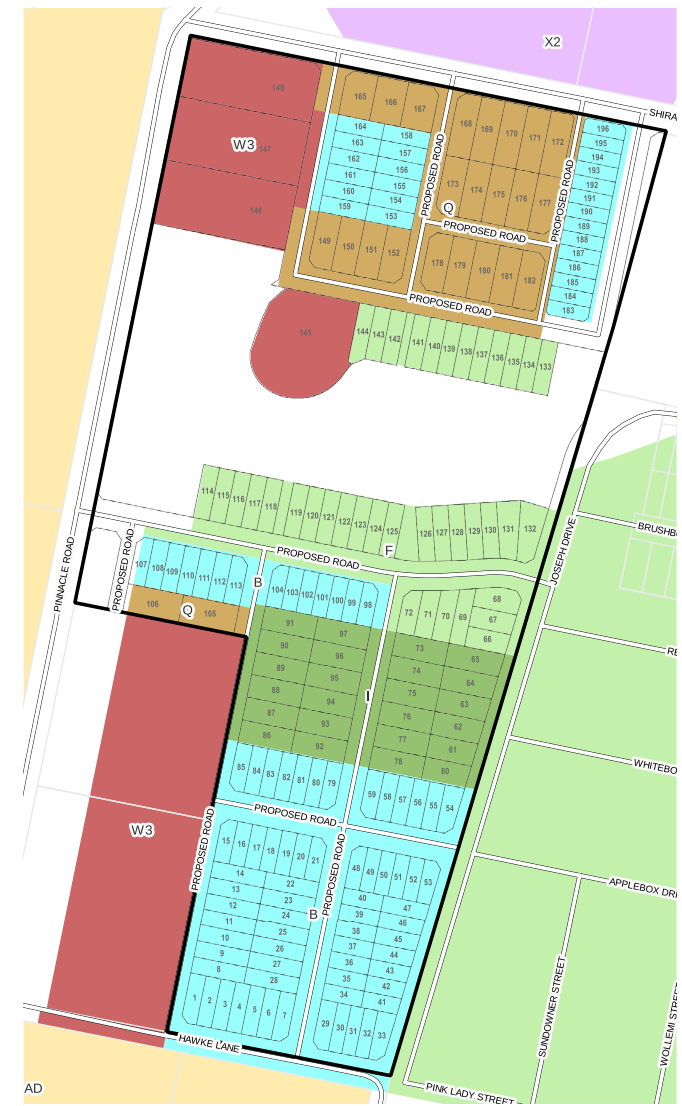 X2
SHIRA
148
165 166 167
168 169 170 171 172
196
195
194
193
192
191
190
189
188
187
186
185
184
183
W3
147
146
164
163
162
161
160
159
158
157
156
155
154
153
PROPOSED ROAD
PROPOSED ROAD
173 174 175 176 177
Q
PROPOSED ROAD
149 150 151 152
178 179 180 181 182
PROPOSED ROAD
145
144 143 142 141 140 139 138 137 136 135 134 133
114 115 116 117 118 119 120 121 122 123 124 125 126 127 128 129 130 131 132
F
PROPOSED ROAD
PINNACLE ROAD
PROPOSED ROAD
JOSEPH DRIVE
BRUSHB
107 108 109 110 111 112 113
B
104 103 102 101 100 99 98
106 Q 105
72 71 70 69
68
67
66
91
90
89
88
87
86
97
96
95
94
93
92
I
73
74
75
76
77
78
65
64
63
62
61
60
RE
WHITEBO
85 84 83 82 81 80 79
59 58 57 56 55 54
PROPOSED ROAD
W3
PROPOSED ROAD
PROPOSED ROAD
15 16 17 18 19 20 21
48 49 50 51 52 53
14
13
12
11
10
9
8
22
23
24
25
26
27
28
B
40
39
38
37
36
35
34
47
46
45
44
43
42
41
1 2 3 4 5 6 7
29 30 31 32 33
APPLEBOX DRI
SUNDOWNER STREET
WOLLEMI STREET
HAWKE LANE
PINK LADY STREET
AD